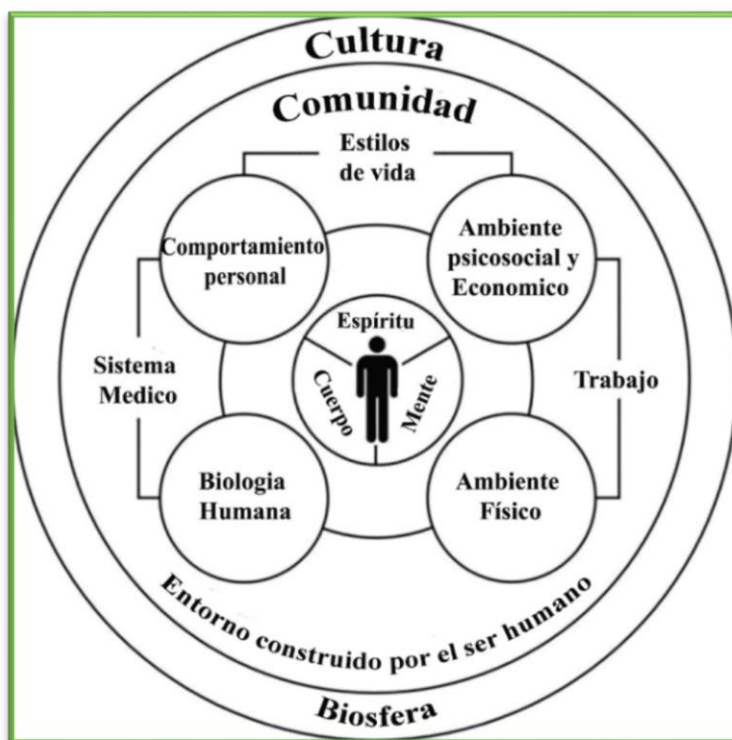 Cultura
Comunidad
Estilos
de vida
Comportamiento
personal
Ambiente
psicosocial y
Economico
Espíritu
Cuerpo
Mente
Sistema
Medico
Trabajo
Biologia
Humana
Ambiente
Físico
Entorno construido por el ser humano
Biosfera